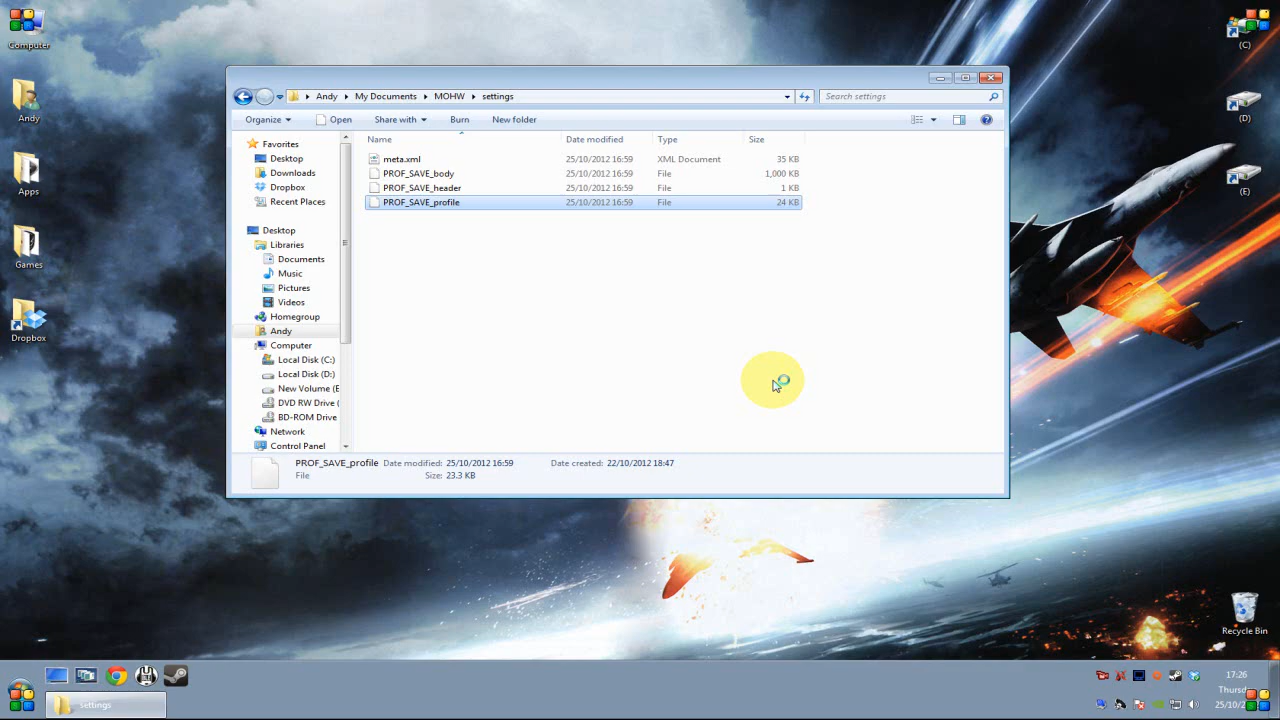 Computer
Andy
Apps
Games
Dropbox
(C)
(D)
(E)
Recycle Bin
Andy My Documents MOHW settings
Search settings
Organize Open Share with Burn New folder
Name Date modified Type Size
meta.xml 25/10/2012 16:59 XML Document 35 KB
PROF_SAVE_body 25/10/2012 16:59 File 1,000 KB
PROF_SAVE_header 25/10/2012 16:59 File 1 KB
PROF_SAVE_profile 25/10/2012 16:59 File 24 KB
Favorites
Desktop
Downloads
Dropbox
Recent Places
Desktop
Libraries
Documents
Music
Pictures
Videos
Homegroup
Andy
Computer
Local Disk (C:)
Local Disk (D:)
New Volume (E
DVD RW Drive (
BD-ROM Drive
Network
Control Panel
PROF_SAVE_profile Date modified: 25/10/2012 16:59 Date created: 22/10/2012 18:47
File Size: 23.3 KB
settings
17:26
Thursd
25/10/2